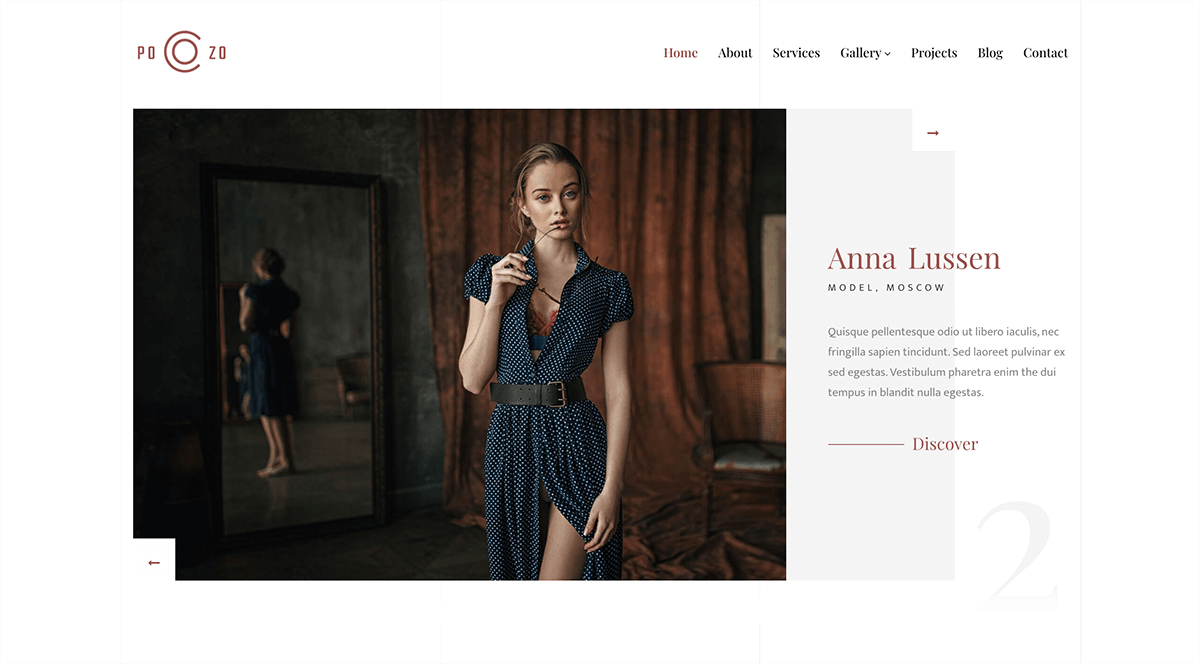 PO ZO
Home About Services Gallery Projects Blog Contact
Anna Lussen
MODEL, MOSCOW
Quisque pellentesque odio ut libero iaculis, nec
fringilla sapien tincidunt. Sed laoreet pulvinar ex
sed egestas. Vestibulum pharetra enim the dui
tempus in blandit nulla egestas.
Discover
2